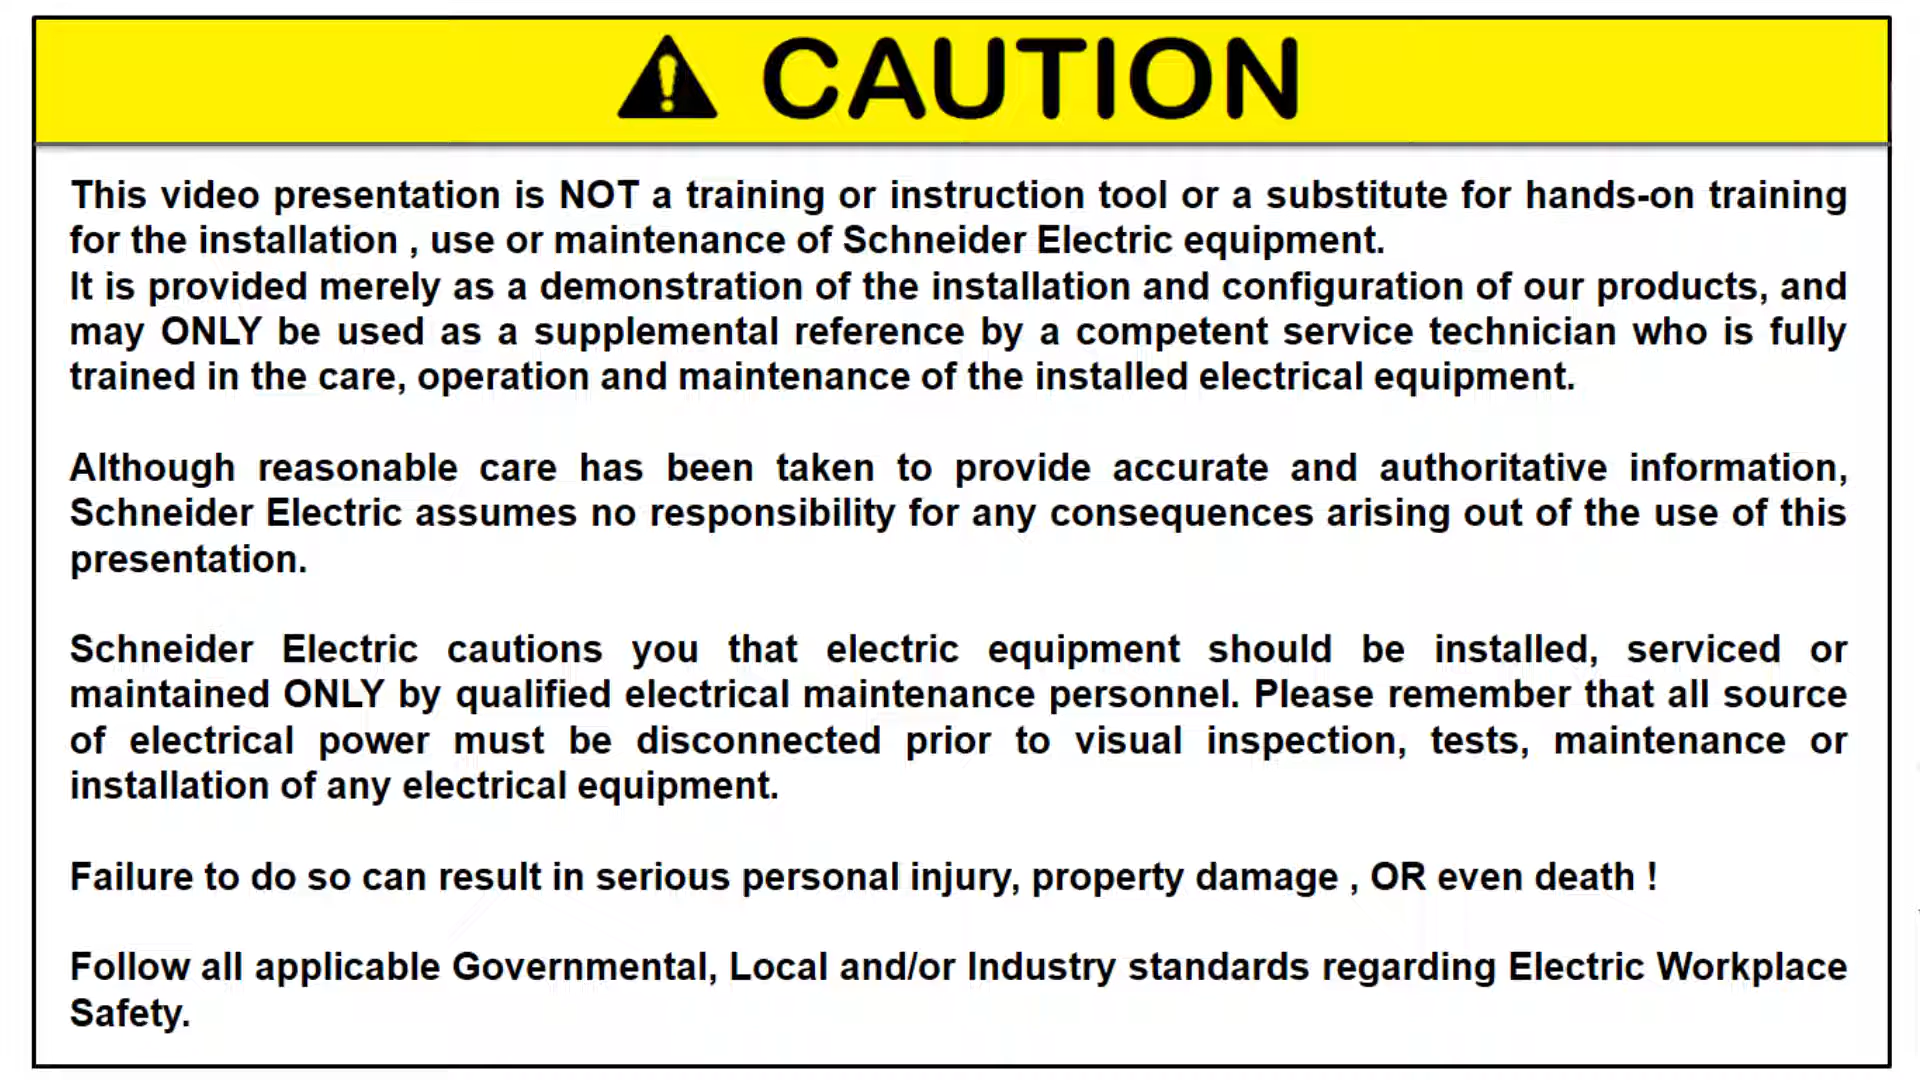 CAUTION
This video presentation is NOT a training or instruction tool or a substitute for hands-on training
for the installation , use or maintenance of Schneider Electric equipment.
It is provided merely as a demonstration of the installation and configuration of our products, and
may ONLY be used as a supplemental reference by a competent service technician who is fully
trained in the care, operation and maintenance of the installed electrical equipment.
Although reasonable care has been taken to provide accurate and authoritative information,
Schneider Electric assumes no responsibility for any consequences arising out of the use of this
presentation.
Schneider Electric cautions you that electric equipment should be installed, serviced or
maintained ONLY by qualified electrical maintenance personnel. Please remember that all source
of electrical power must be disconnected prior to visual inspection, tests, maintenance or
installation of any electrical equipment.
Failure to do so can result in serious personal injury, property damage , OR even death !
Follow all applicable Governmental, Local and/or Industry standards regarding Electric Workplace
Safety.